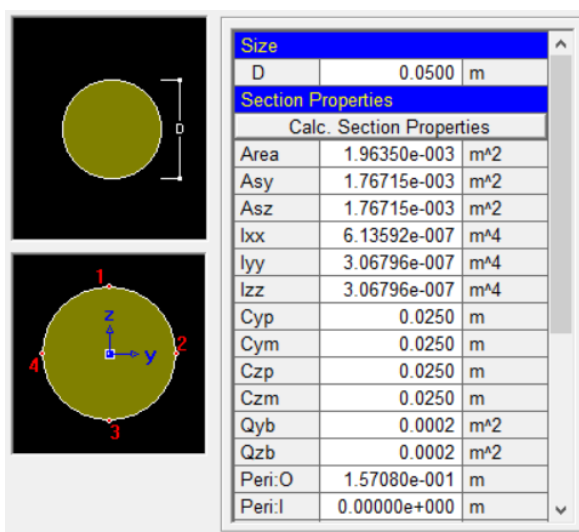 D
1
z
2
y
4
3
Size
D 0.0500 m
Section Properties
Calc. Section Properties
Area 1.96350e-003 m^2
Asy 1.76715e-003 m^2
Asz 1.76715e-003 m^2
Ixx 6.13592e-007 m^4
Iyy 3.06796e-007 m^4
Izz 3.06796e-007 m^4
Cyp 0.0250 m
Cym 0.0250 m
Czp 0.0250 m
Czm 0.0250 m
Qyb 0.0002 m^2
Qzb 0.0002 m^2
Peri:O 1.57080e-001 m
Peri:I 0.00000e+000 m